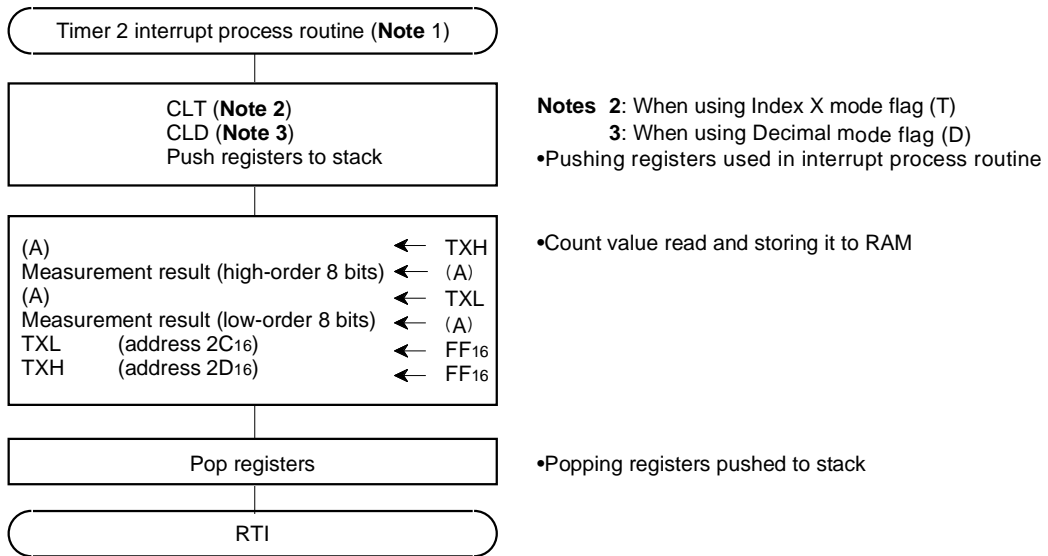 Timer 2 interrupt process routine (Note 1)
CLT (Note 2)
CLD (Note 3)
Push registers to stack
Notes 2: When using Index X mode flag (T)
3: When using Decimal mode flag (D)
•Pushing registers used in interrupt process routine
(A) ← TXH
Measurement result (high-order 8 bits) ← (A)
(A) ← TXL
Measurement result (low-order 8 bits) ← (A)
TXL (address 2C16) ← FF16
TXH (address 2D16) ← FF16
•Count value read and storing it to RAM
Pop registers
•Popping registers pushed to stack
RTI